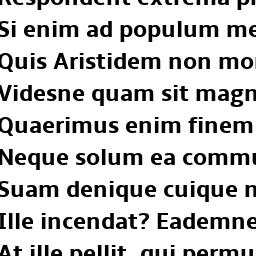 Respondent extrema pr
Si enim ad populum me
Quis Aristidem non mo
Videsne quam sit magn
Quaerimus enim finem
Neque solum ea commu
Suam denique cuique n
Ille incendat? Eademne
At ille pellit, qui permu